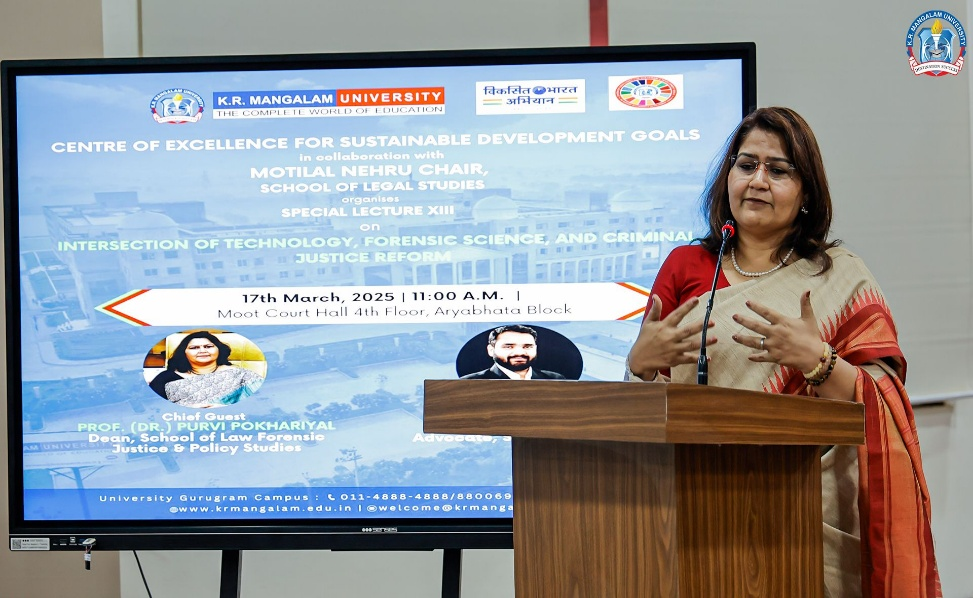 K.R. MANGALAM UNIVERSITY
K.R. MANGALAM UNIVERSITY
THE COMPLETE WORLD OF EDUCATION
विकसित भारत
अभियान
CENTRE OF EXCELLENCE FOR SUSTAINABLE DEVELOPMENT GOALS
in collaboration with
MOTILAL NEHRU CHAIR,
SCHOOL OF LEGAL STUDIES
organises
SPECIAL LECTURE XIII
on
INTERSECTION OF TECHNOLOGY, FORENSIC SCIENCE, AND CRIMINAL
JUSTICE REFORM
17th March, 2025 | 11:00 A.M. |
Moot Court Hall 4th Floor, Aryabhata Block
Chief Guest
PROF. (DR.) PURVI POKHARIYAL
Dean, School of Law Forensic
Justice & Policy Studies
Advocate, S
University Gurugram Campus : 011-4888-4888/880069
www.krmangalam.edu.in | welcome@krmanga
SENSES